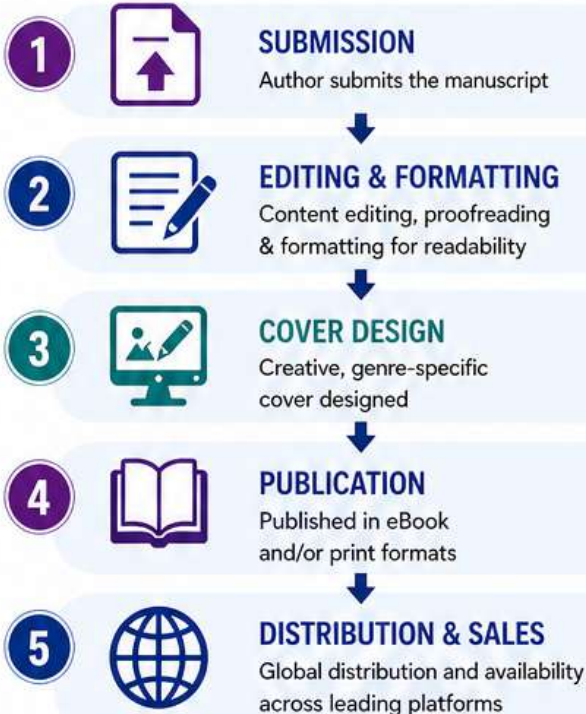 1
SUBMISSION
Author submits the manuscript
2
EDITING & FORMATTING
Content editing, proofreading
& formatting for readability
3
COVER DESIGN
Creative, genre-specific
cover designed
4
PUBLICATION
Published in eBook
and/or print formats
5
DISTRIBUTION & SALES
Global distribution and availability
across leading platforms